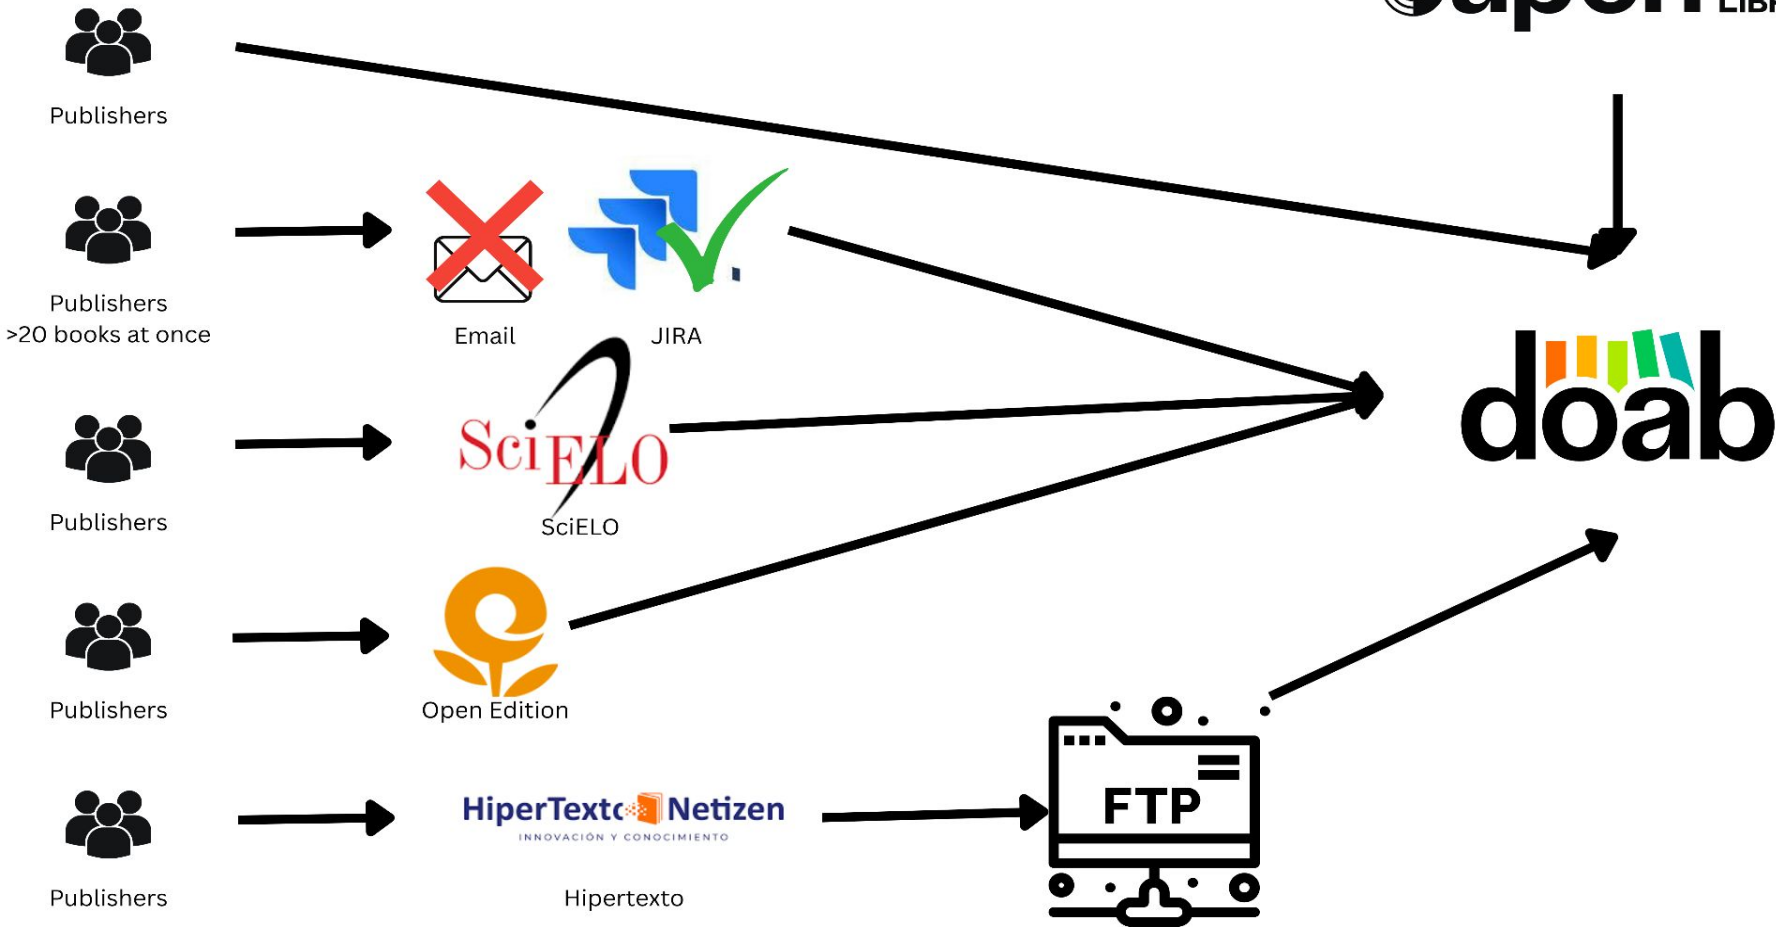 Publishers
Publishers
>20 books at once
Email
JIRA
doab
SciELO
SciELO
Publishers
Publishers
Open Edition
HiperTexto Netizen
INNOVACIÓN Y CONOCIMIENTO
FTP
Publishers
Hipertexto